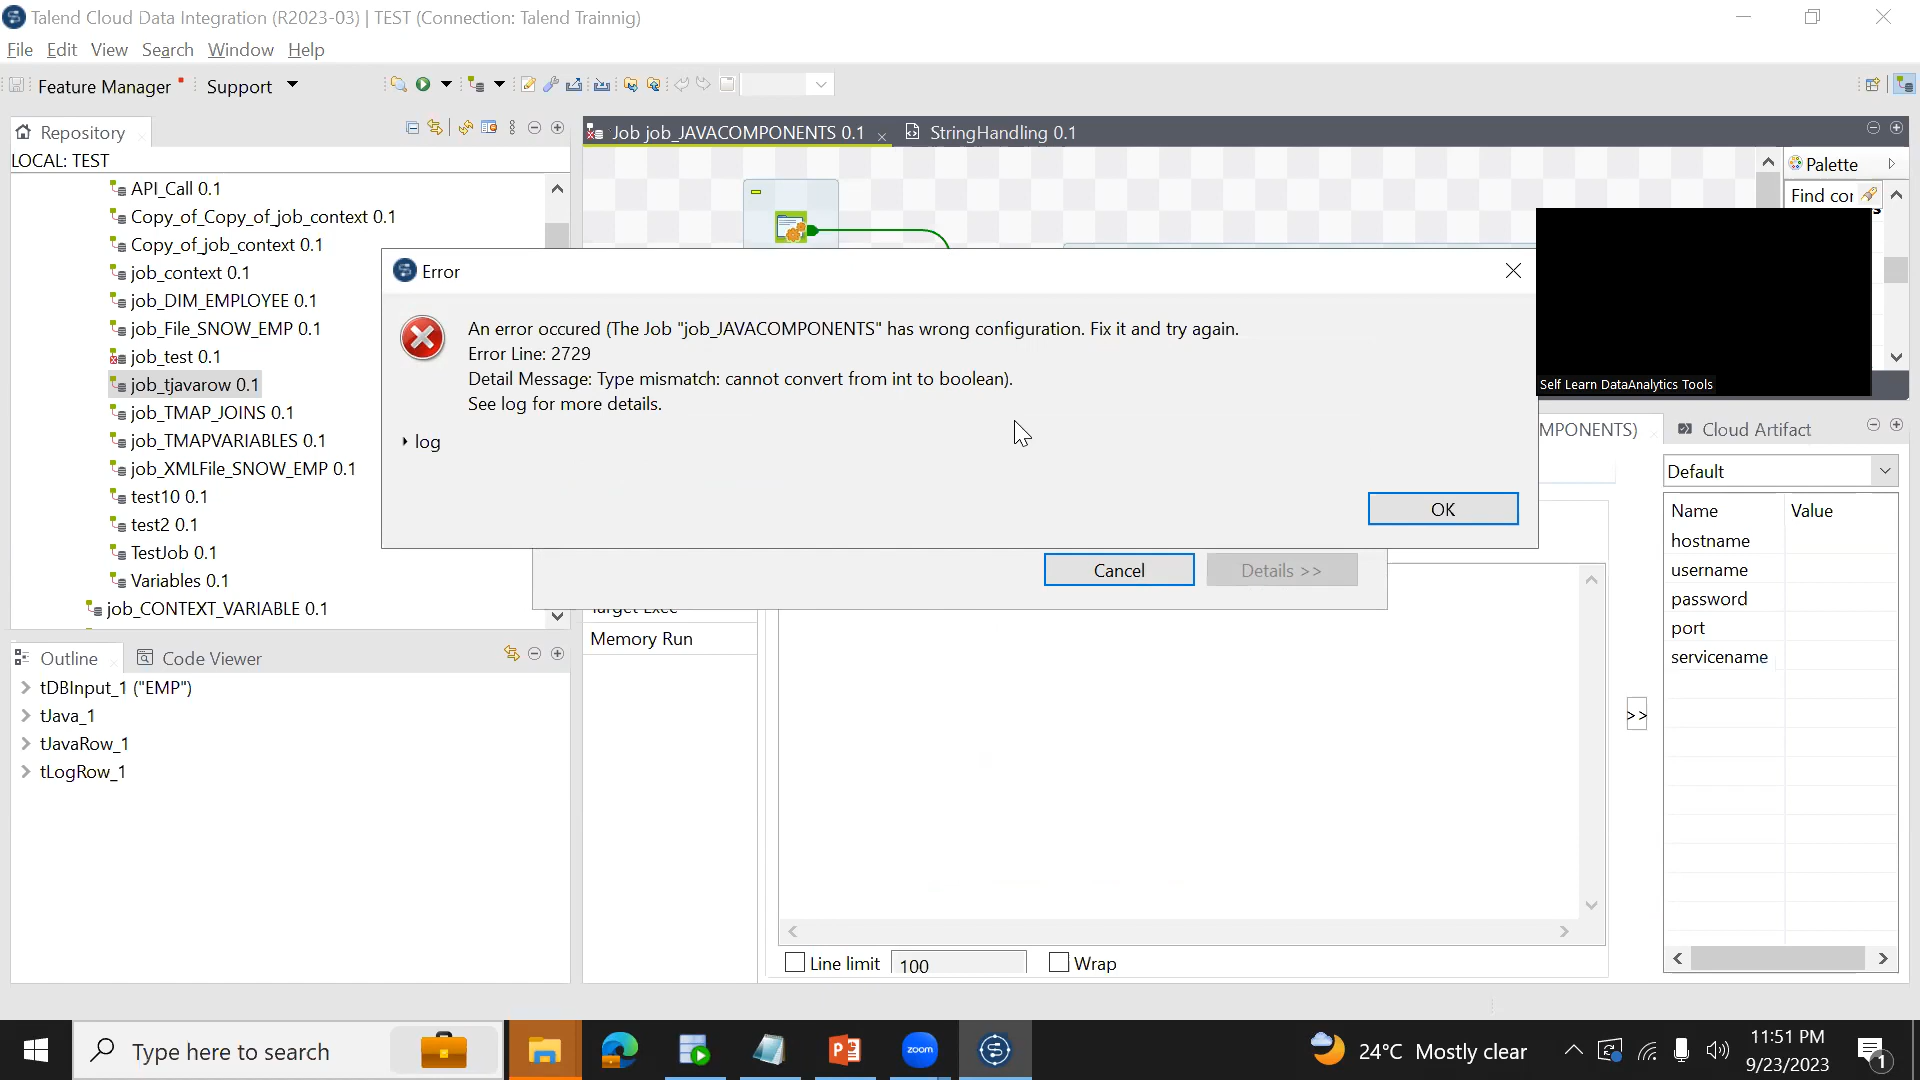 Talend Cloud Data Integration (R2023-03) | TEST (Connection: Talend Trainnig)
File Edit View Search Window Help
Feature Manager Support
Repository
LOCAL: TEST
API_Call 0.1
Copy_of_Copy_of_job_context 0.1
Copy_of_job_context 0.1
job_context 0.1
job_DIM_EMPLOYEE 0.1
job_File_SNOW_EMP 0.1
job_test 0.1
job_tjavarow 0.1
job_TMAP_JOINS 0.1
job_TMAPVARIABLES 0.1
job_XMLFile_SNOW_EMP 0.1
test10 0.1
test2 0.1
TestJob 0.1
Variables 0.1
job_CONTEXT_VARIABLE 0.1
Job job_JAVACOMPONENTS 0.1 StringHandling 0.1
Palette
Find cor
Error
An error occured (The Job "job_JAVACOMPONENTS" has wrong configuration. Fix it and try again.
Error Line: 2729
Detail Message: Type mismatch: cannot convert from int to boolean).
See log for more details.
log
OK
Cancel Details >>
Self Learn DataAnalytics Tools
MPONENTS) Cloud Artifact
Default
Name Value
hostname
username
password
port
servicename
>>
Target Exec
Memory Run
Line limit 100 Wrap
Outline Code Viewer
tDBInput_1 ("EMP")
tJava_1
tJavaRow_1
tLogRow_1
Type here to search
zoom
24°C Mostly clear
11:51 PM
9/23/2023
1